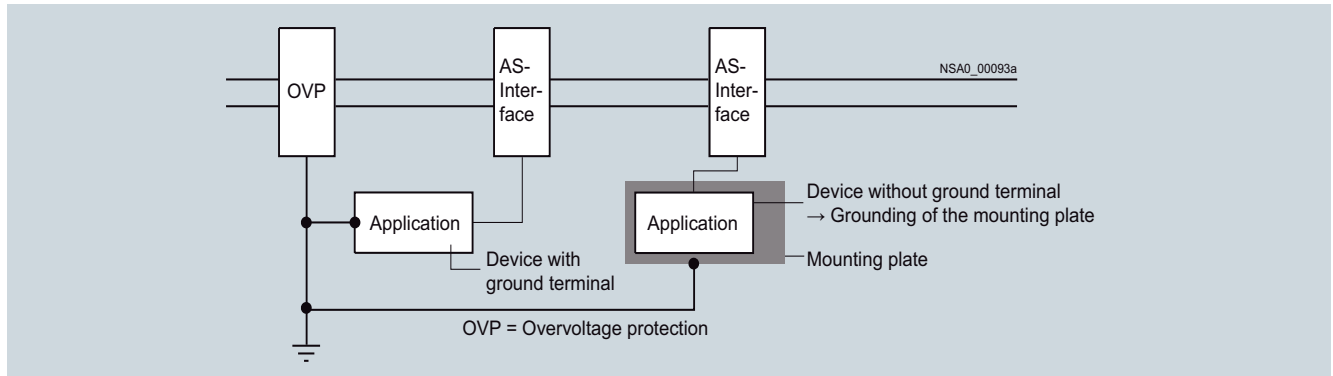 NSA0_00093a
OVP
AS-
Inter-
face
AS-
Inter-
face
Application
Device with
ground terminal
Application
Device without ground terminal
→ Grounding of the mounting plate
Mounting plate
OVP = Overvoltage protection